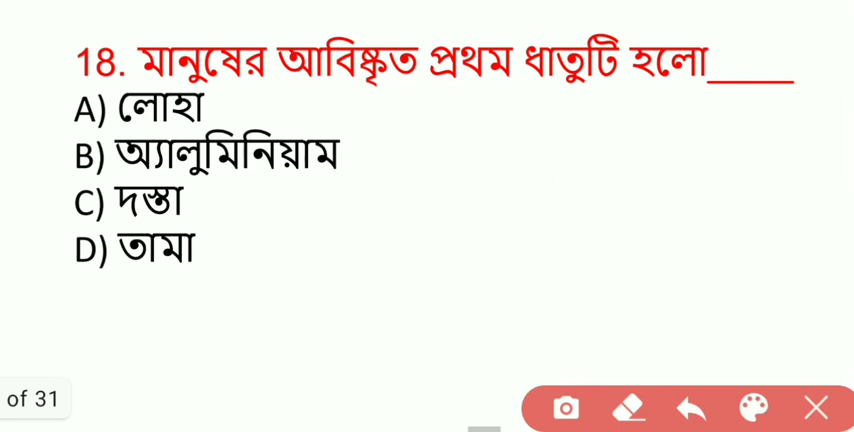 18. মানুষের আবিষ্কৃত প্রথম ধাতুটি হলো_____
A) লোহা
B) অ্যালুমিনিয়াম
C) দস্তা
D) তামা
of 31